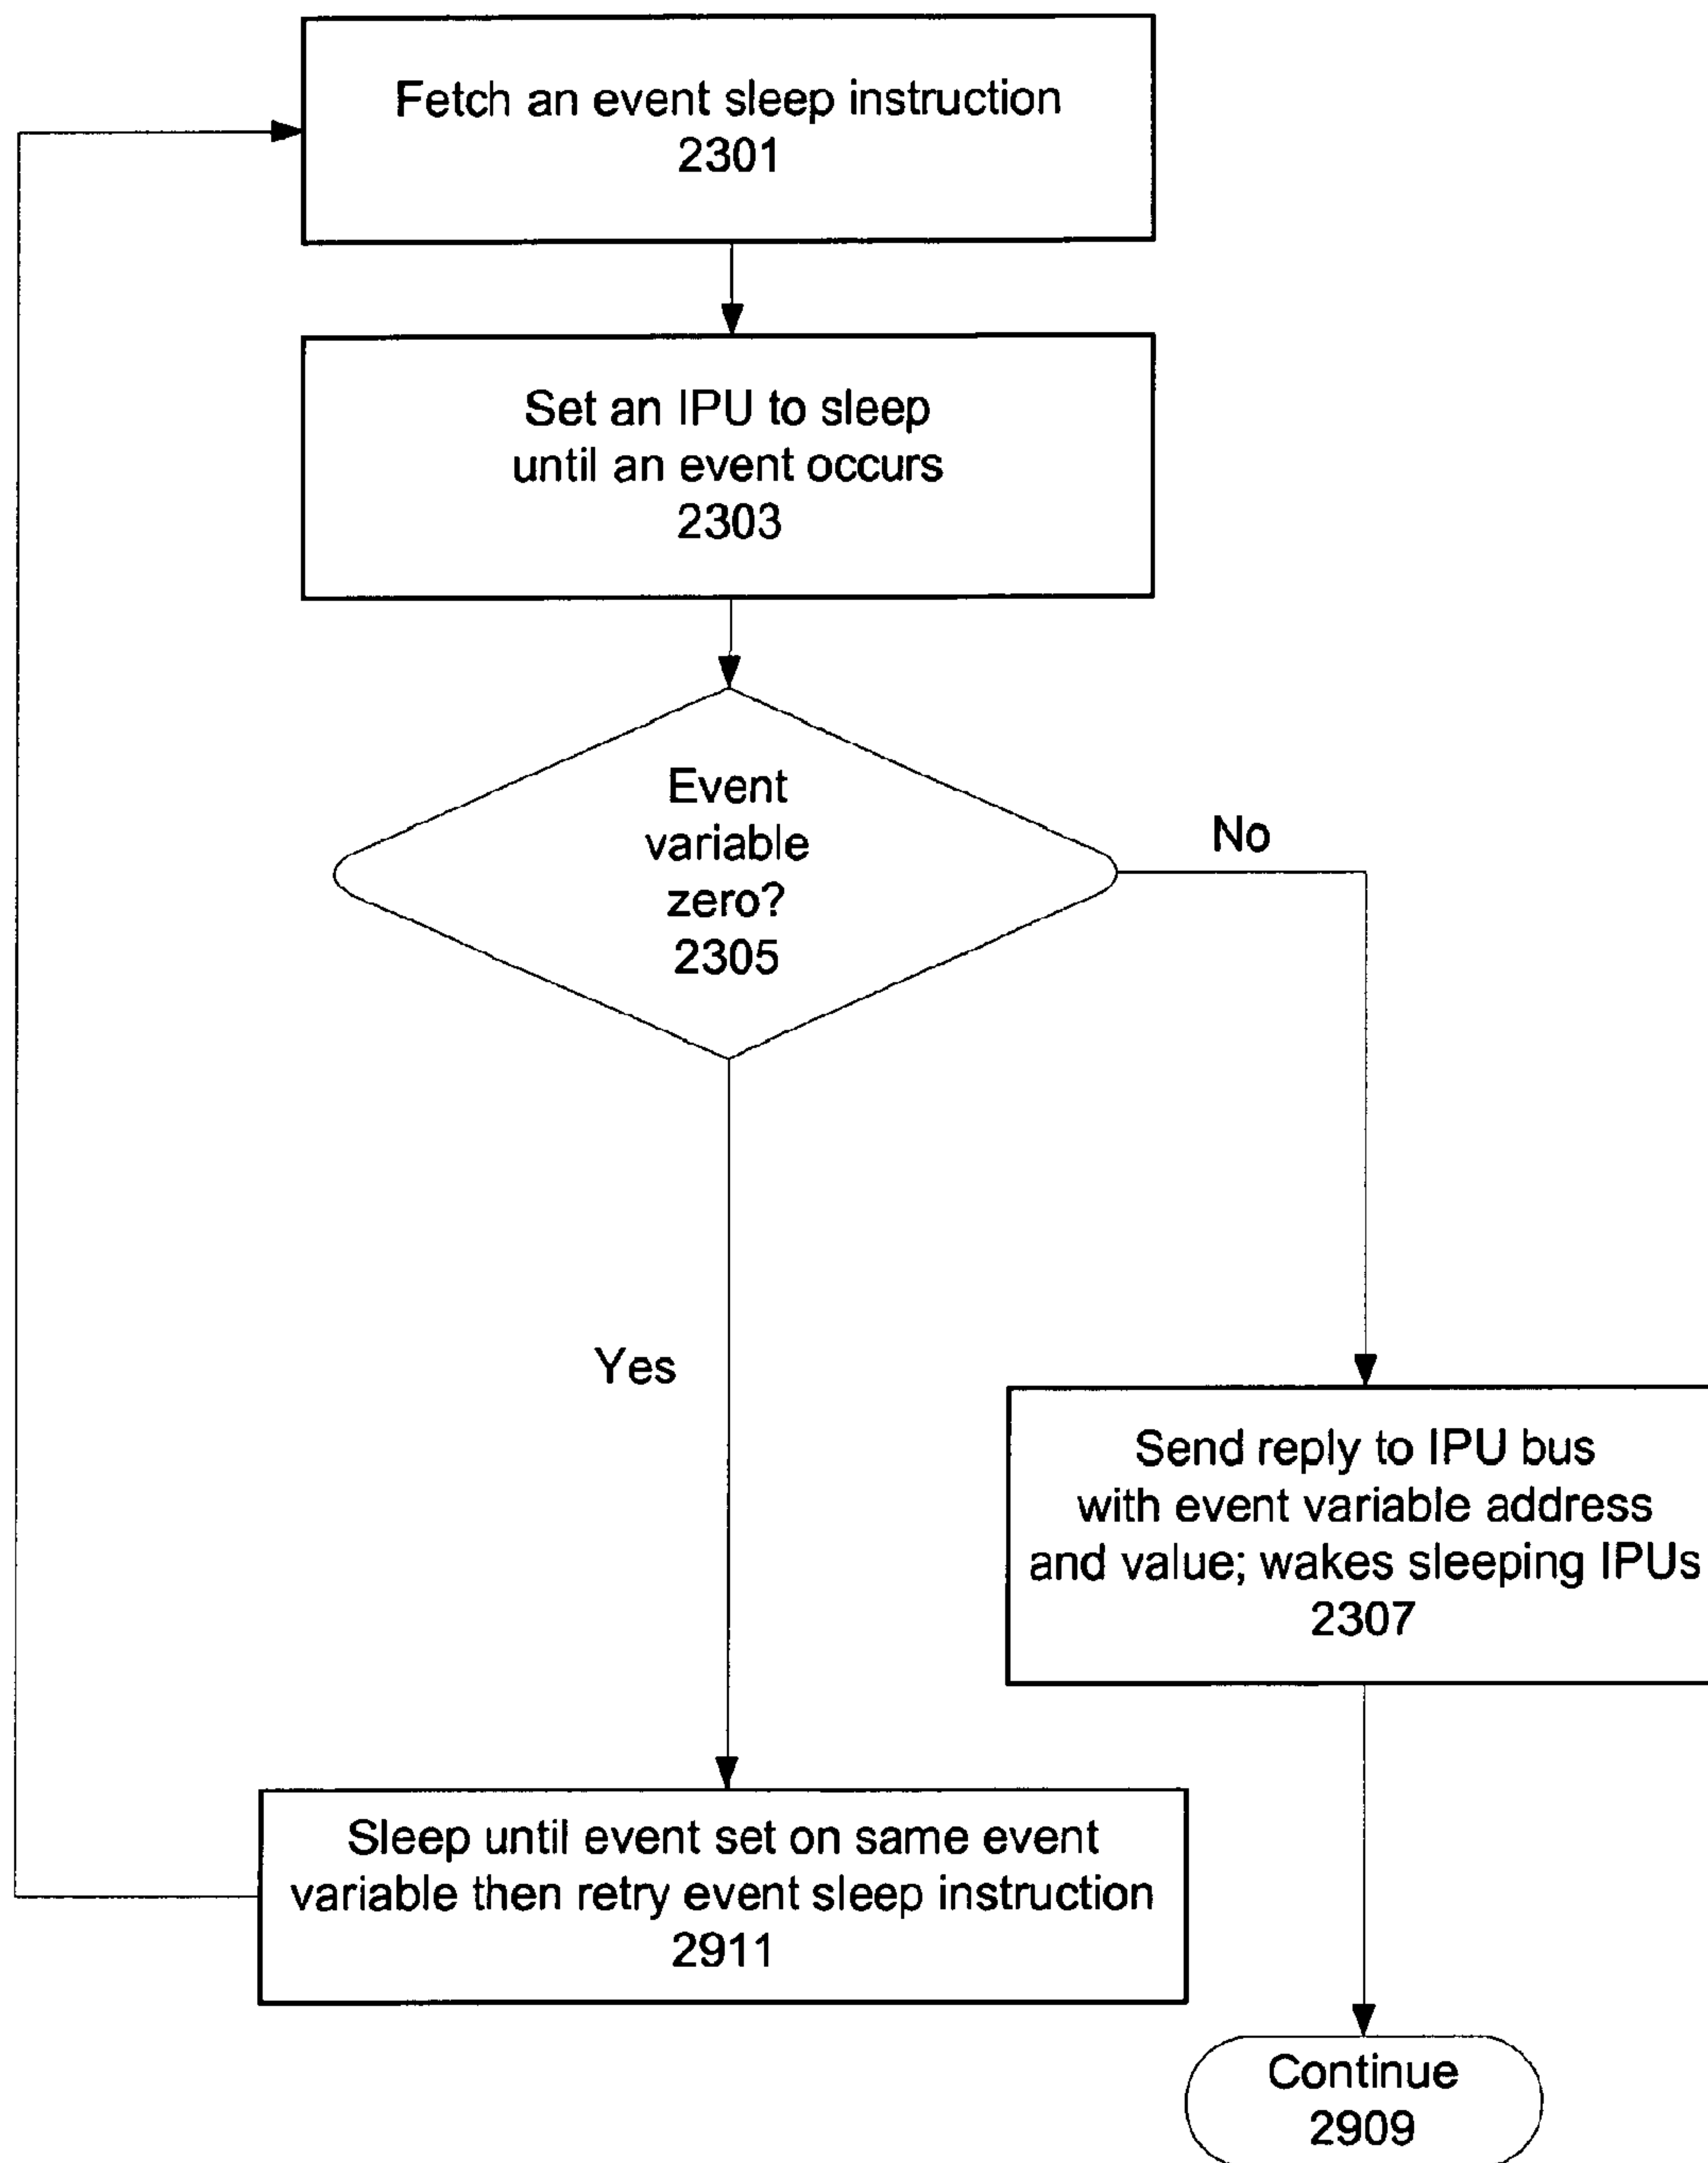 Fetch an event sleep instruction
2301
Set an IPU to sleep
until an event occurs
2303
Event
variable
zero?
2305
No
Yes
Send reply to IPU bus
with event variable address
and value; wakes sleeping IPUs
2307
Sleep until event set on same event
variable then retry event sleep instruction
2911
Continue
2909